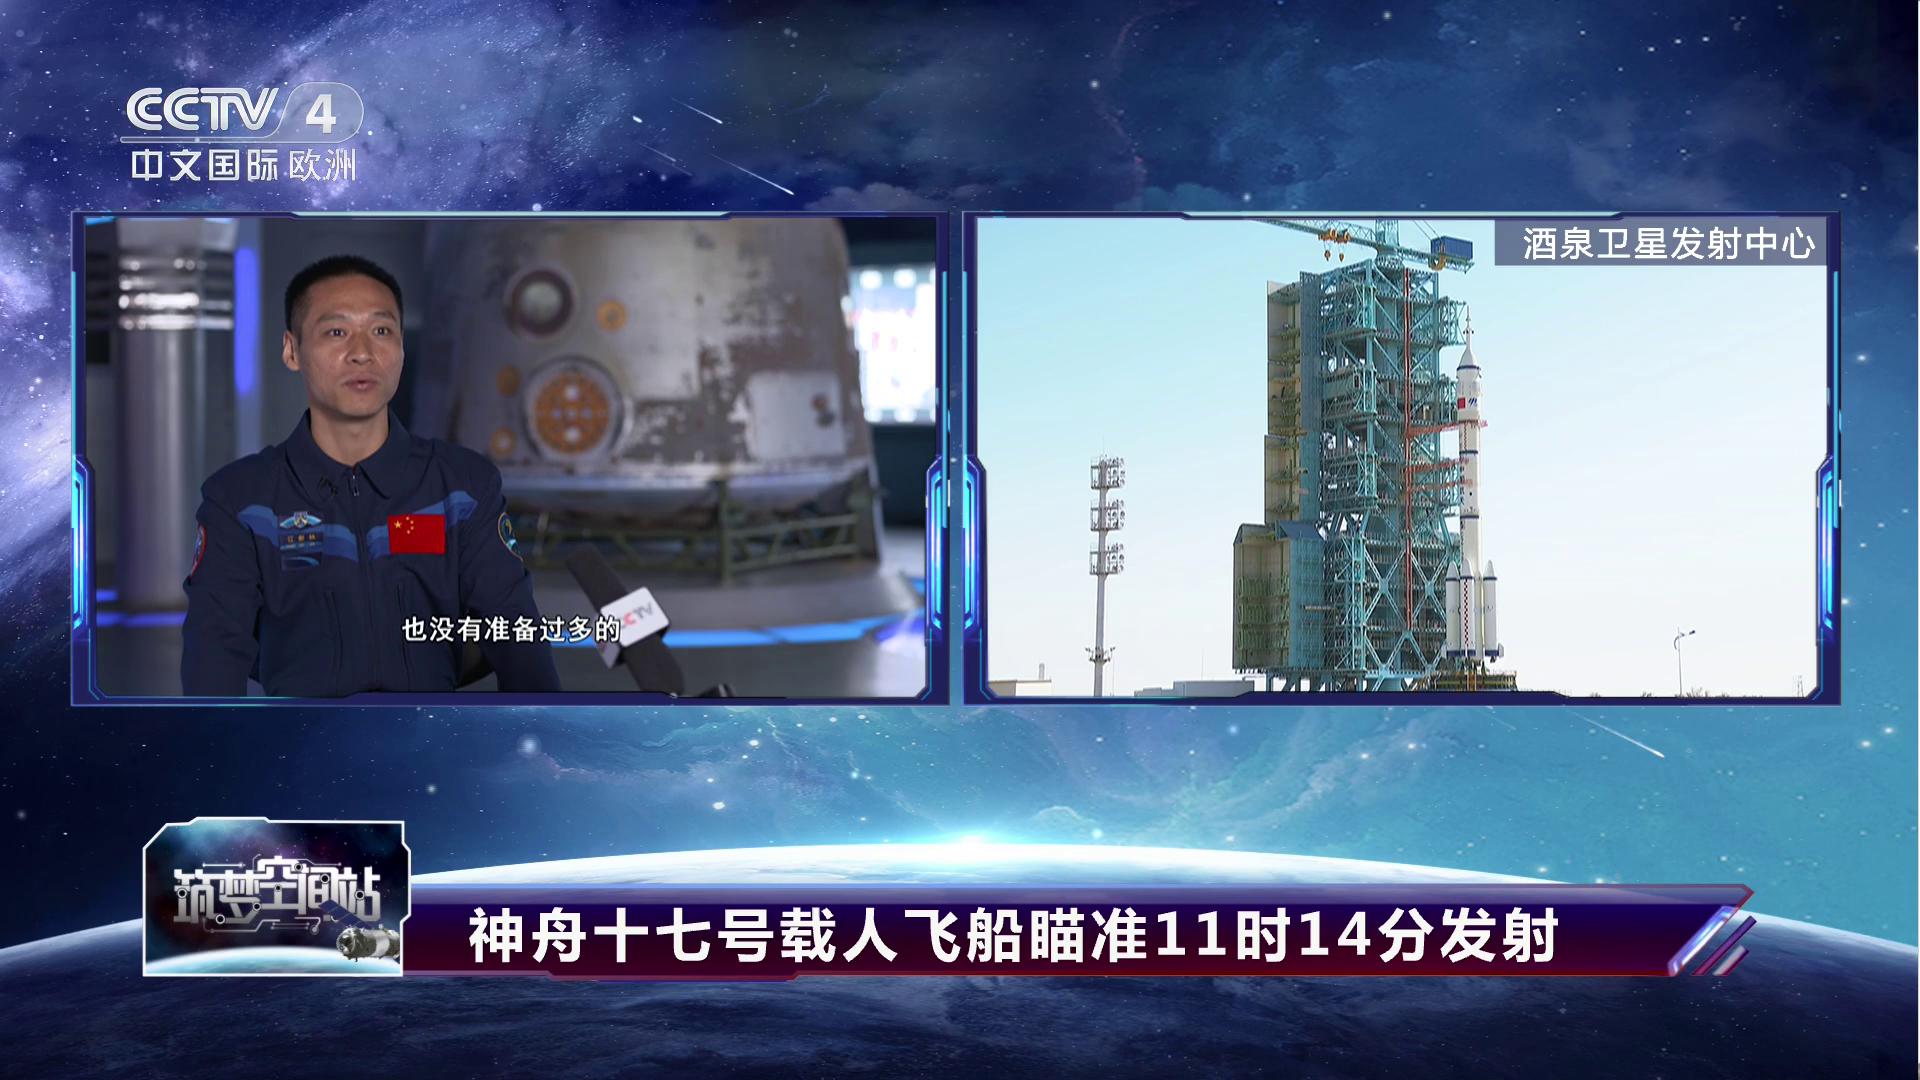 CCTV 4
中文国际 欧洲
酒泉卫星发射中心
也没有准备过多的
CCTV
筑梦空间站
神舟十七号载人飞船瞄准11时14分发射